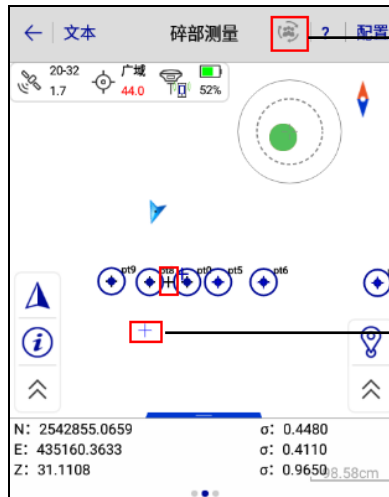 文本 碎部测量 ? 配置
20-32 广域
1.7 44.0 52%
pt9 pt8 pt0 pt5 pt6
i
N: 2542855.0659 σ: 0.4480
E: 435160.3633 σ: 0.4110
Z: 31.1108 σ: 0.9650
98.58cm